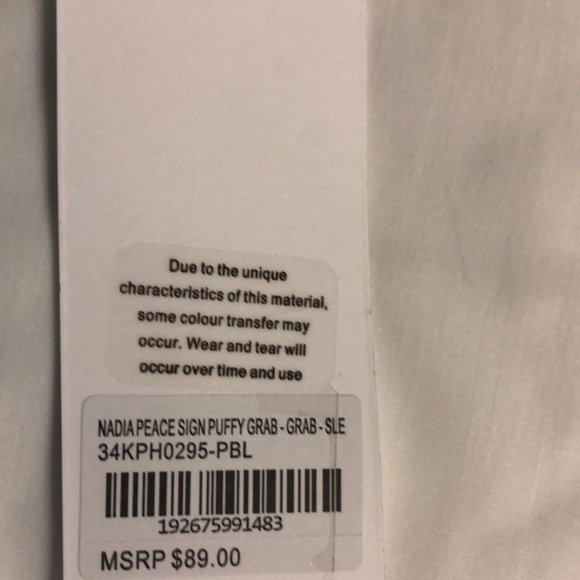 Due to the unique
characteristics of this material,
some colour transfer may
occur. Wear and tear will
occur over time and use
NADIA PEACE SIGN PUFFY GRAB - GRAB - SLE
34KPH0295-PBL
192675991483
MSRP $89.00